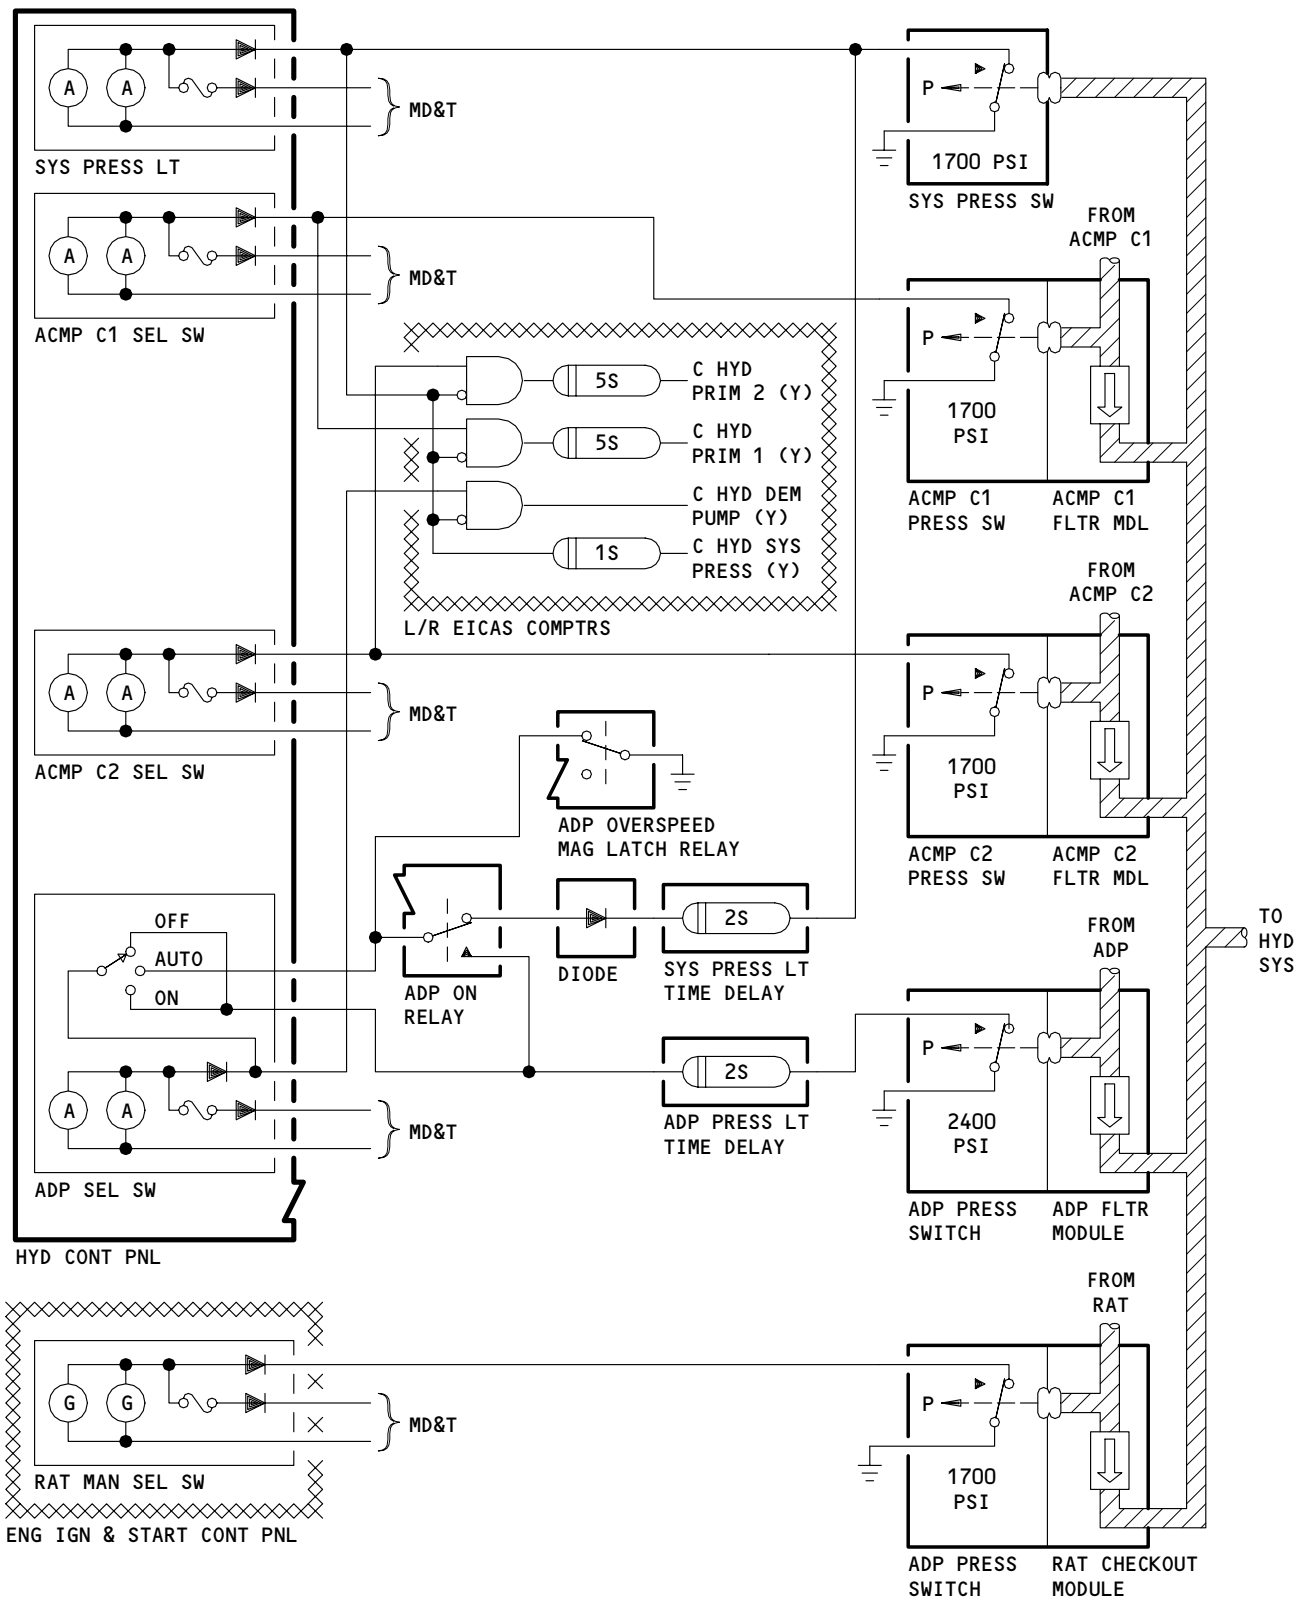 A
A
MD&T
SYS PRESS LT
A
A
MD&T
ACMP C1 SEL SW
P
1700 PSI
SYS PRESS SW
FROM
ACMP C1
P
1700
PSI
ACMP C1
PRESS SW
ACMP C1
FLTR MDL
5S
C HYD
PRIM 2 (Y)
5S
C HYD
PRIM 1 (Y)
C HYD DEM
PUMP (Y)
1S
C HYD SYS
PRESS (Y)
L/R EICAS COMPTRS
FROM
ACMP C2
A
A
MD&T
ACMP C2 SEL SW
P
1700
PSI
ACMP C2
PRESS SW
ACMP C2
FLTR MDL
ADP OVERSPEED
MAG LATCH RELAY
OFF
AUTO
ON
ADP ON
RELAY
DIODE
2S
SYS PRESS LT
TIME DELAY
FROM
ADP
TO
HYD
SYS
A
A
MD&T
ADP SEL SW
HYD CONT PNL
2S
ADP PRESS LT
TIME DELAY
P
2400
PSI
ADP PRESS
SWITCH
ADP FLTR
MODULE
FROM
RAT
G
G
MD&T
RAT MAN SEL SW
ENG IGN & START CONT PNL
P
1700
PSI
ADP PRESS
SWITCH
RAT CHECKOUT
MODULE